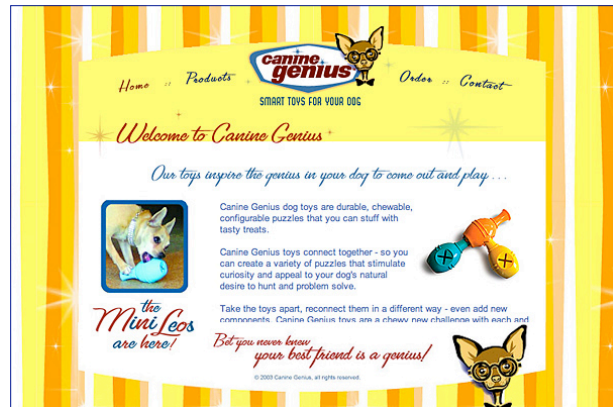 canine
genius
Home :: Products
Order :: Contact
SMART TOYS FOR YOUR DOG
Welcome to Canine Genius
Our toys inspire the genius in your dog to come out and play . . .
Canine Genius dog toys are durable, chewable,
configurable puzzles that you can stuff with
tasty treats.
Canine Genius toys connect together - so you
can create a variety of puzzles that stimulate
curiosity and appeal to your dog's natural
desire to hunt and problem solve.
Take the toys apart, reconnect them in a different way - even add new
components. Canine Genius toys are a chewy new challenge with each and
the
Mini Leos
are here!
Bet you never knew
your best friend is a genius!
© 2009 Canine Genius, all rights reserved.